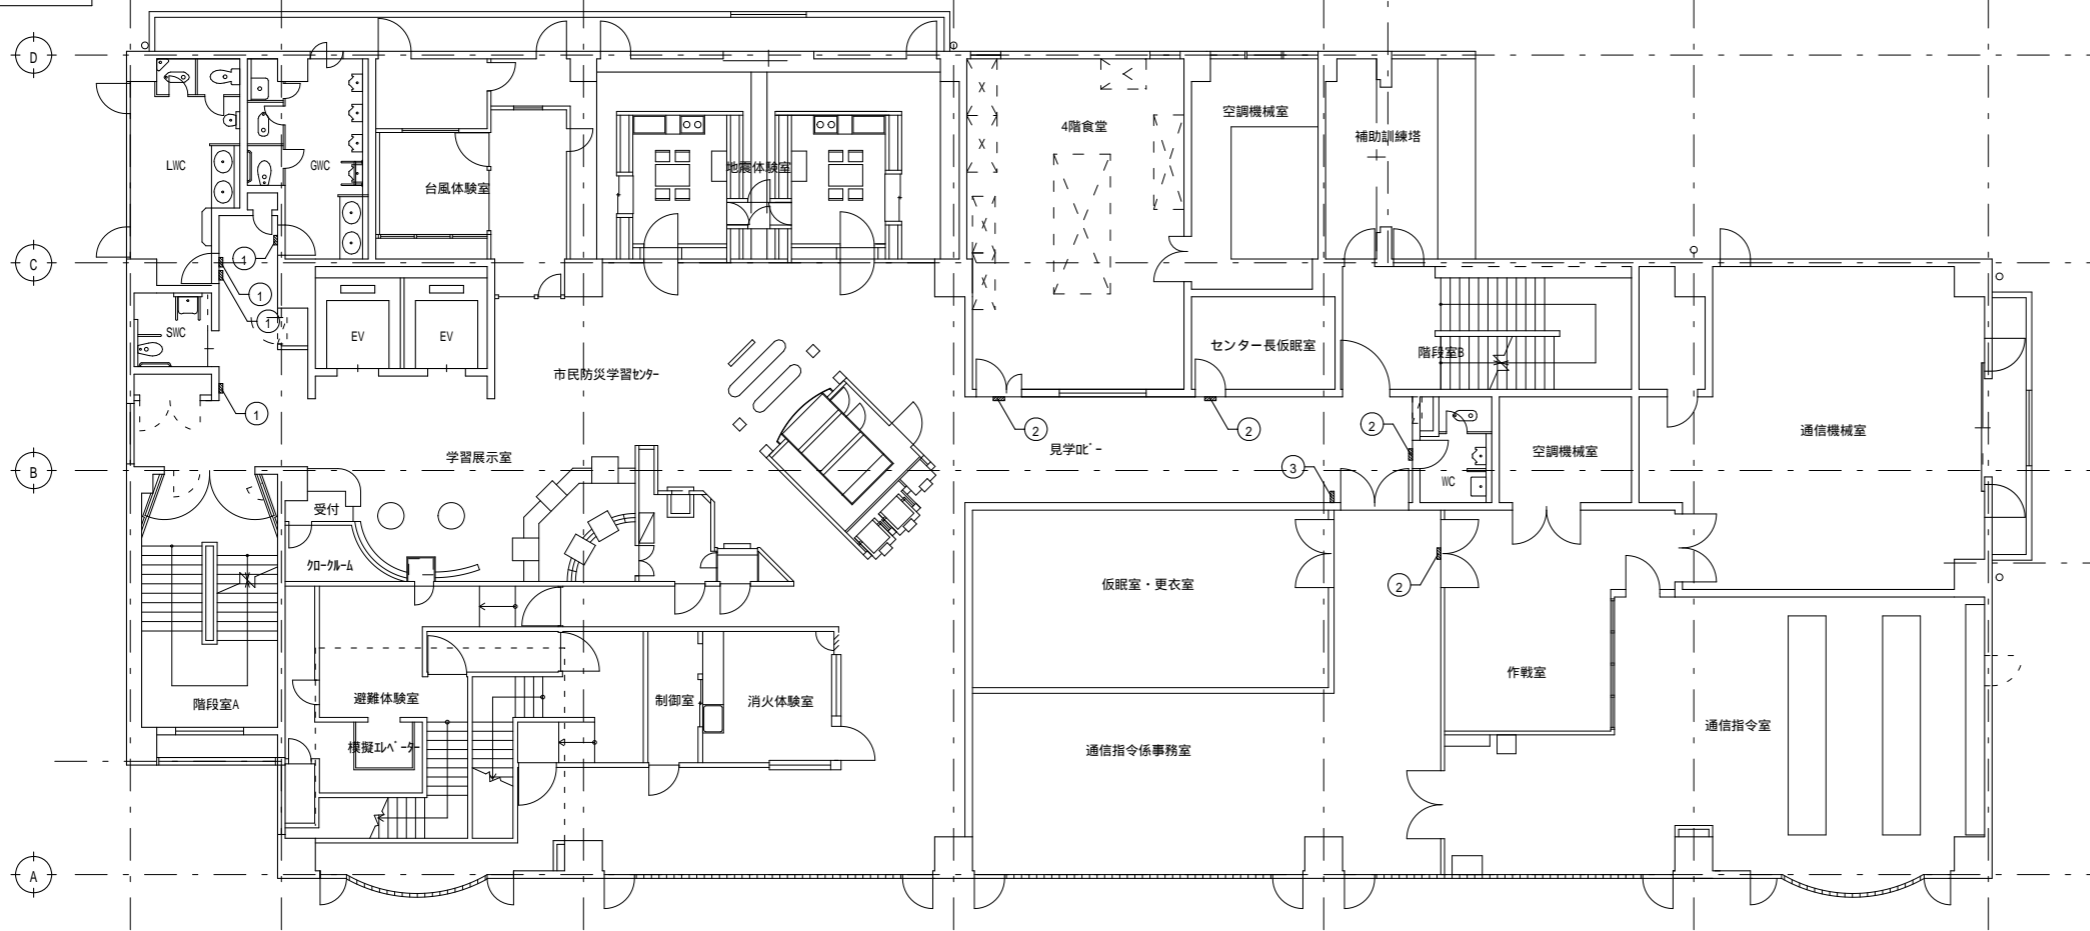 D
空調機械室
4階食堂
補助訓練塔
LWC
GWC
地震体験室
台風体験室
C
1
1
1
SWC
EV
EV
センター長仮眠室
階段室B
市民防災学習ｾﾝﾀｰ
1
2
2
2
通信機械室
見学ﾛﾋﾞｰ
空調機械室
学習展示室
B
3
WC
受付
ｸﾛｰｸﾙｰﾑ
仮眠室・更衣室
2
作戦室
避難体験室
制御室
消火体験室
階段室A
通信指令室
模擬ｴﾚﾍﾞｰﾀｰ
通信指令係事務室
A